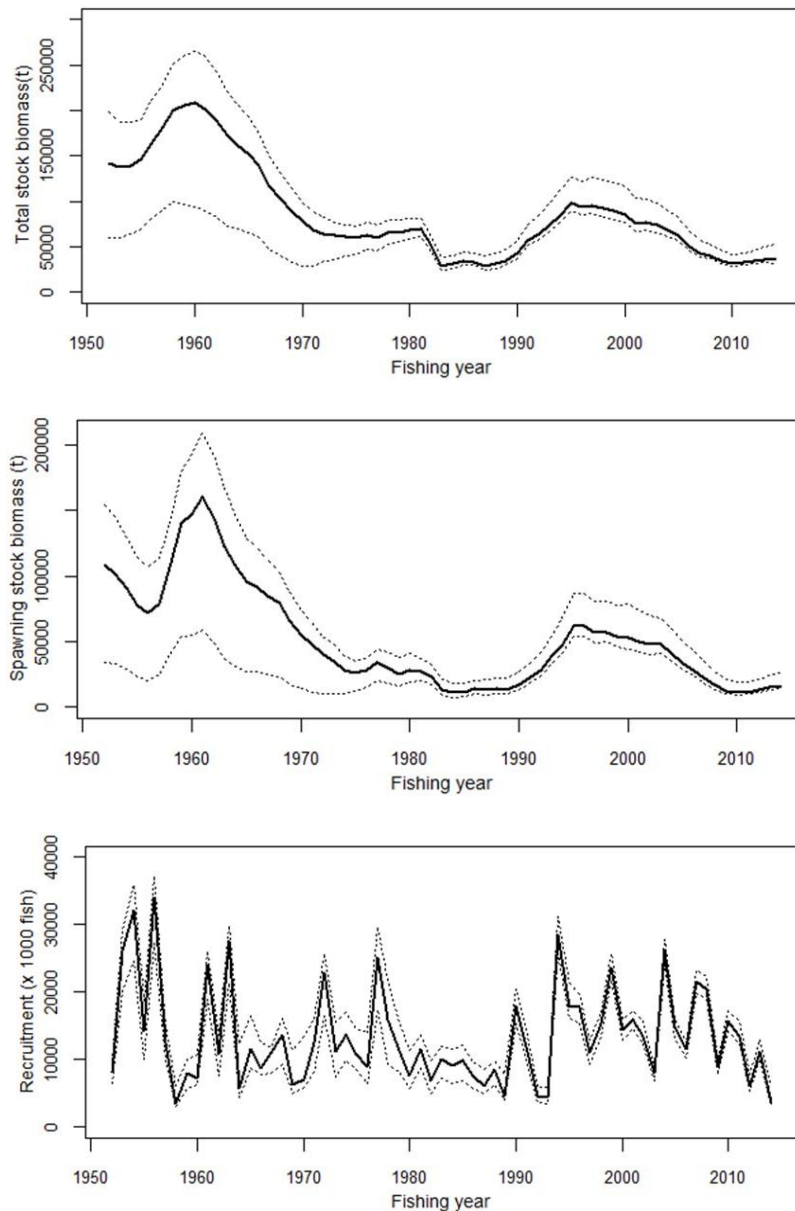 Total stock biomass(t)
0 50000 150000 250000
1950 1960 1970 1980 1990 2000 2010
Fishing year
Spawning stock biomass (t)
0 50000 100000 200000
1950 1960 1970 1980 1990 2000 2010
Fishing year
Recruitment (x 1000 fish)
0 10000 20000 30000 40000
1950 1960 1970 1980 1990 2000 2010
Fishing year